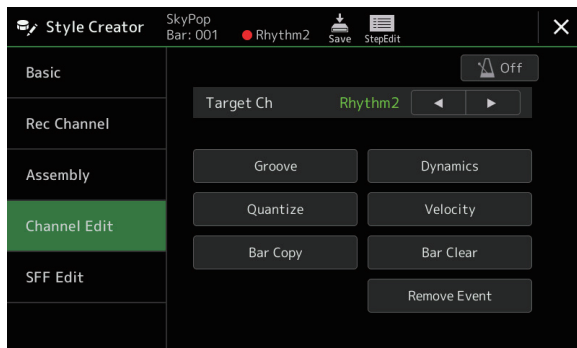 Style Creator
SkyPop
Bar: 001
Rhythm2
Save
StepEdit
Basic
Rec Channel
Assembly
Channel Edit
SFF Edit
Off
Target Ch Rhythm2
Groove Dynamics
Quantize Velocity
Bar Copy Bar Clear
Remove Event